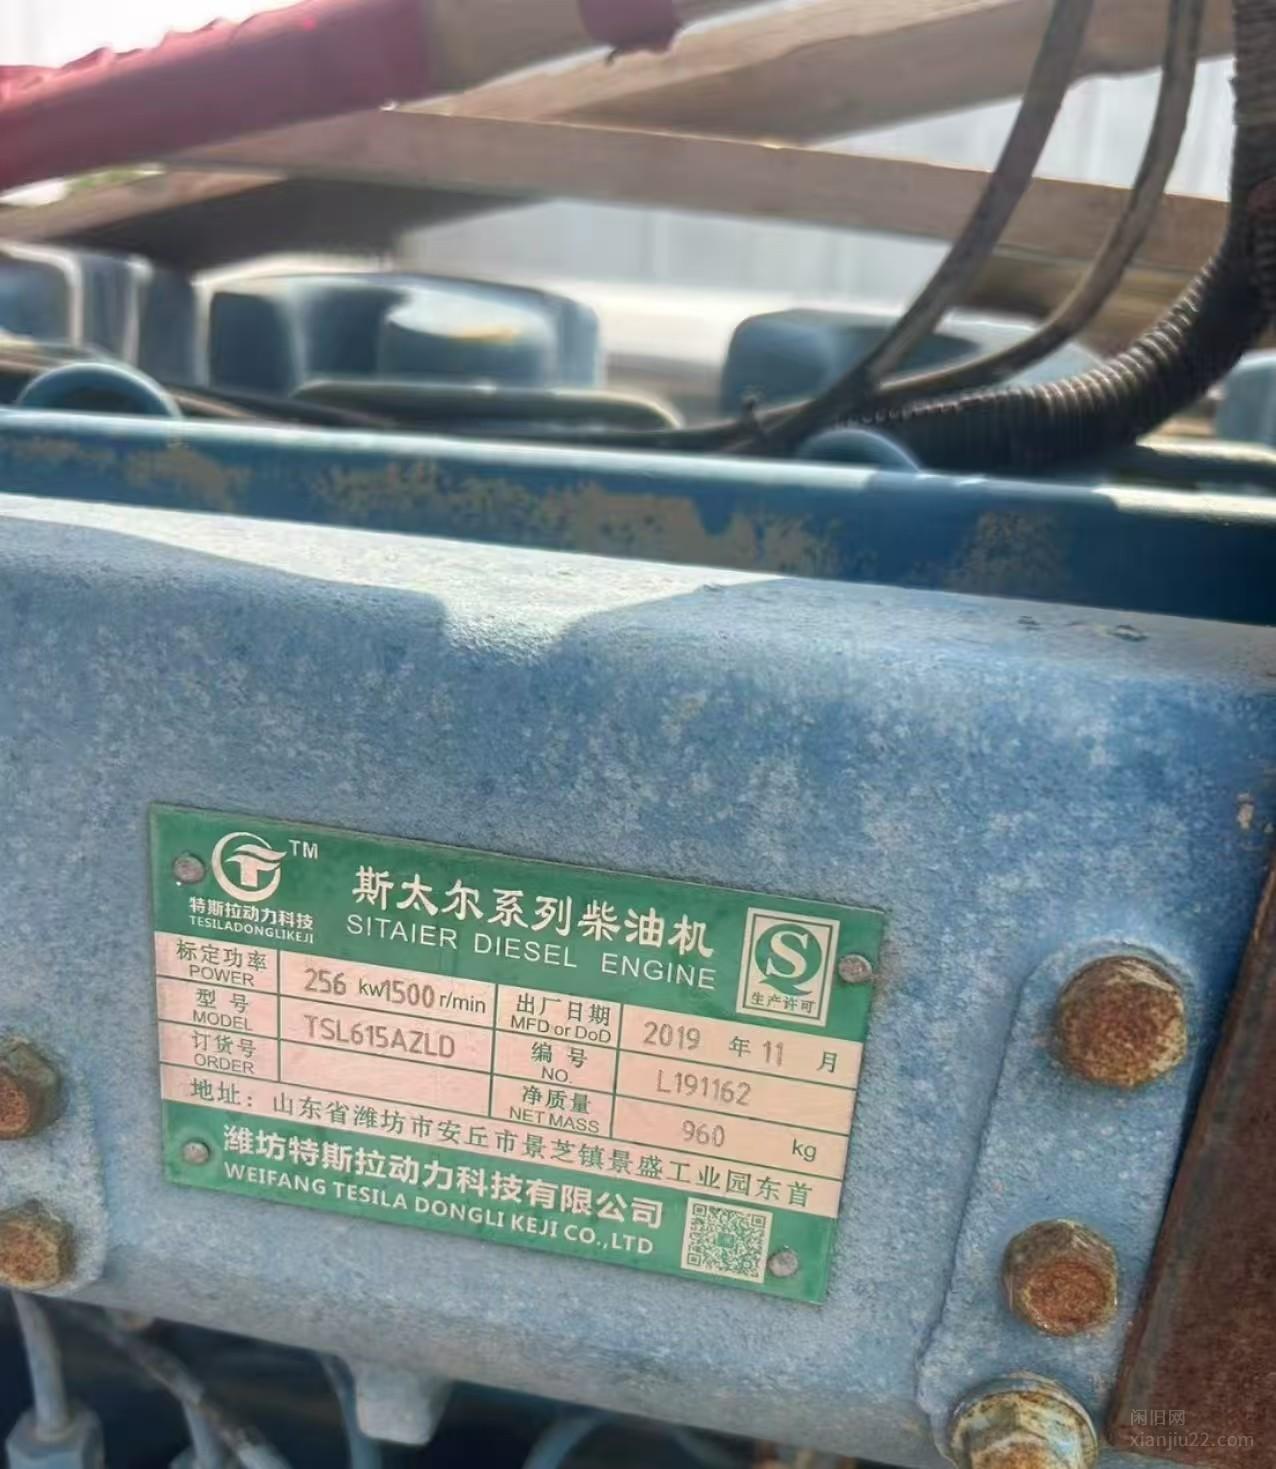 TM
特斯拉动力科技
TESILADONGLIKEJI
斯太尔系列柴油机
SITAIER DIESEL ENGINE
S
生产许可
标定功率
POWER
256 kw1500r/min
出厂日期
MFD or DoD
2019 年 11 月
型 号
MODEL
TSL615AZLD
编 号
NO.
L191162
订货号
ORDER
净质量
NET MASS
960 kg
地址：山东省潍坊市安丘市景芝镇景盛工业园东首
潍坊特斯拉动力科技有限公司
WEIFANG TESILA DONGLI KEJI CO.,LTD
闲旧网
xianjiu22.com